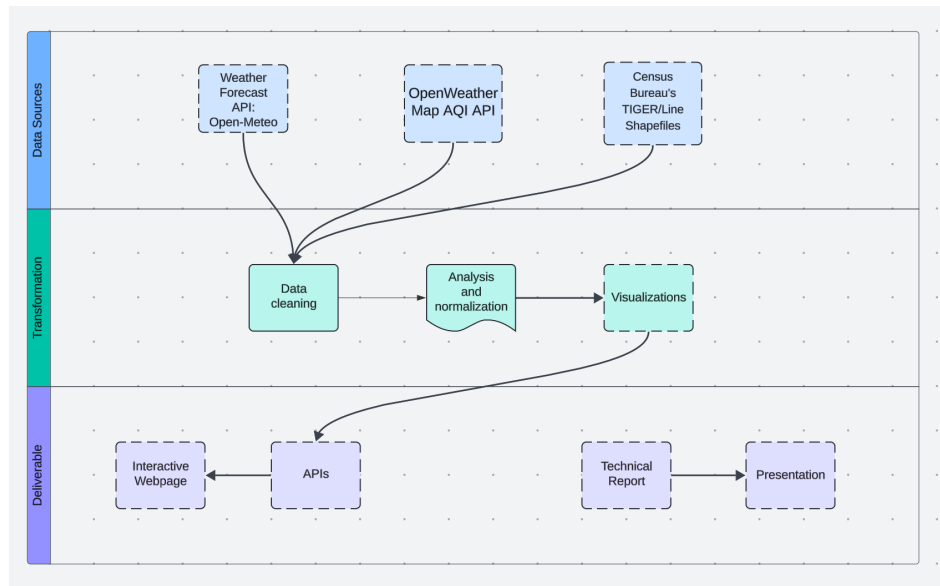 Data Sources
Weather
Forecast
API:
Open-Meteo
OpenWeather
Map AQI API
Census
Bureau's
TIGER/Line
Shapefiles
Transformation
Data
cleaning
Analysis
and
normalization
Visualizations
Deliverable
Interactive
Webpage
APIs
Technical
Report
Presentation